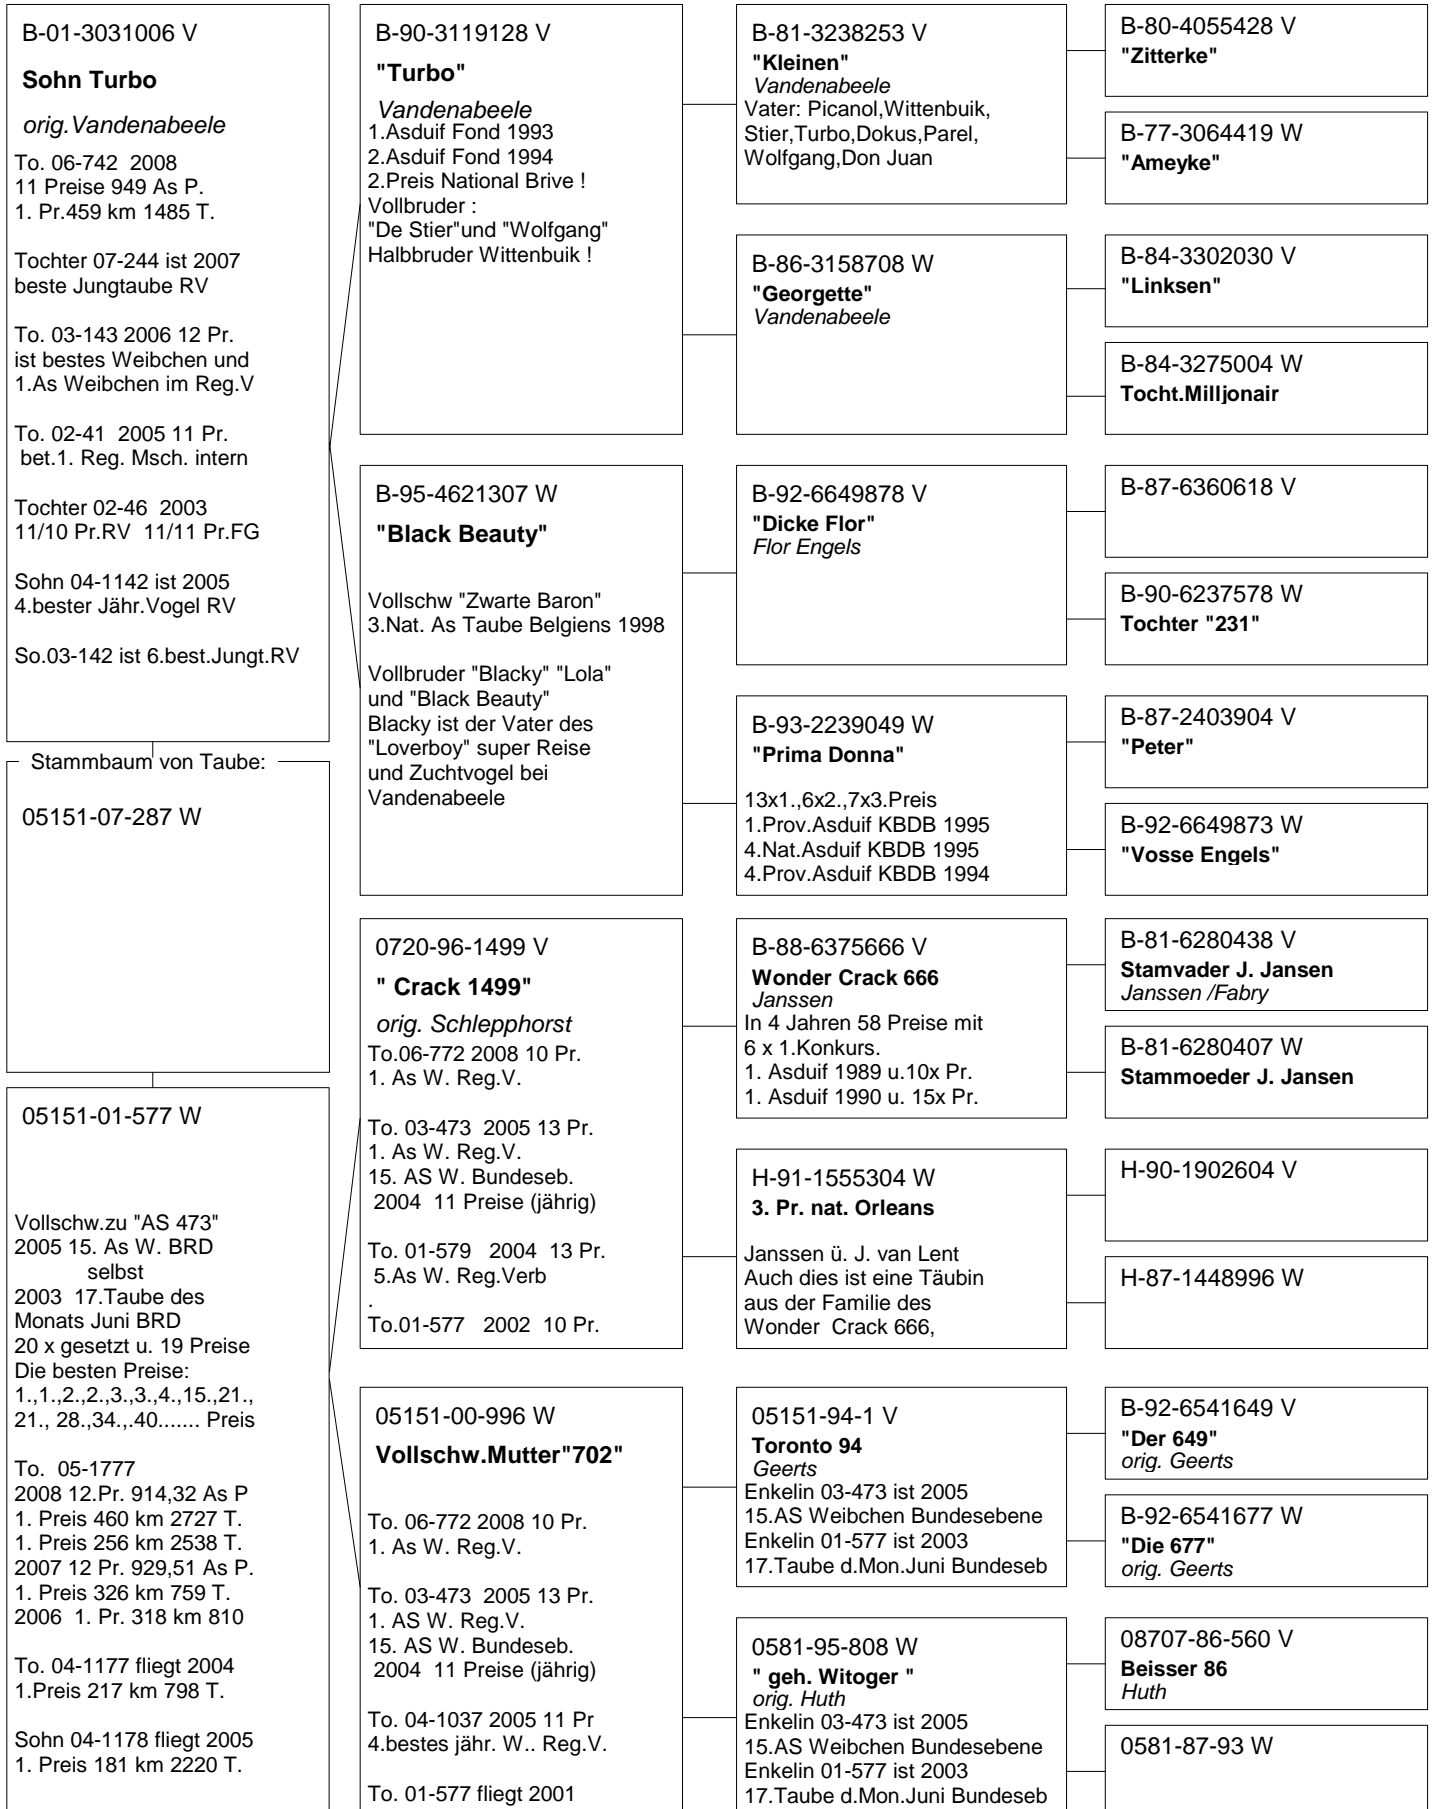 B-01-3031006 V
Sohn Turbo
orig.Vandenabeele
To. 06-742  2008
11 Preise 949 As P.
1. Pr.459 km 1485 T.
Tochter 07-244 ist 2007
beste Jungtaube RV
To. 03-143 2006 12 Pr.
ist bestes Weibchen und
1.As Weibchen im Reg.V
To. 02-41  2005 11 Pr.
bet.1. Reg. Msch. intern
Tochter 02-46  2003
11/10 Pr.RV  11/11 Pr.FG
Sohn 04-1142 ist 2005
4.bester Jähr.Vogel RV
So.03-142 ist 6.best.Jungt.RV
Stammbaum von Taube:
05151-07-287 W
05151-01-577 W
Vollschw.zu "AS 473"
2005 15. As W. BRD
selbst
2003  17.Taube des
Monats Juni BRD
20 x gesetzt u. 19 Preise
Die besten Preise:
1.,1.,2.,2.,3.,3.,4.,15.,21.,
21., 28.,34.,.40....... Preis
To.  05-1777
2008 12.Pr. 914,32 As P
1. Preis 460 km 2727 T.
1. Preis 256 km 2538 T.
2007 12 Pr. 929,51 As P.
1. Preis 326 km 759 T.
2006  1. Pr. 318 km 810
To. 04-1177 fliegt 2004
1.Preis 217 km 798 T.
Sohn 04-1178 fliegt 2005
1. Preis 181 km 2220 T.
B-90-3119128 V
"Turbo"
Vandenabeele
1.Asduif Fond 1993
2.Asduif Fond 1994
2.Preis National Brive !
Vollbruder :
"De Stier"und "Wolfgang"
Halbbruder Wittenbuik !
B-95-4621307 W
"Black Beauty"
Vollschw "Zwarte Baron"
3.Nat. As Taube Belgiens 1998
Vollbruder "Blacky" "Lola"
und "Black Beauty"
Blacky ist der Vater des
"Loverboy" super Reise
und Zuchtvogel bei
Vandenabeele
0720-96-1499 V
" Crack 1499"
orig. Schlepphorst
To.06-772 2008 10 Pr.
1. As W. Reg.V.
To. 03-473  2005 13 Pr.
1. As W. Reg.V.
15. AS W. Bundeseb.
2004  11 Preise (jährig)
To. 01-579   2004  13 Pr.
5.As W. Reg.Verb
.
To.01-577   2002  10 Pr.
05151-00-996 W
Vollschw.Mutter"702"
To. 06-772 2008 10 Pr.
1. As W. Reg.V.
To. 03-473  2005 13 Pr.
1. AS W. Reg.V.
15. AS W. Bundeseb.
2004  11 Preise (jährig)
To. 04-1037 2005 11 Pr
4.bestes jähr. W.. Reg.V.
To. 01-577 fliegt 2001
B-81-3238253 V
"Kleinen"
Vandenabeele
Vater: Picanol,Wittenbuik,
Stier,Turbo,Dokus,Parel,
Wolfgang,Don Juan
B-86-3158708 W
"Georgette"
Vandenabeele
B-92-6649878 V
"Dicke Flor"
Flor Engels
B-93-2239049 W
"Prima Donna"
13x1.,6x2.,7x3.Preis
1.Prov.Asduif KBDB 1995
4.Nat.Asduif KBDB 1995
4.Prov.Asduif KBDB 1994
B-88-6375666 V
Wonder Crack 666
Janssen
In 4 Jahren 58 Preise mit
6 x 1.Konkurs.
1. Asduif 1989 u.10x Pr.
1. Asduif 1990 u. 15x Pr.
H-91-1555304 W
3. Pr. nat. Orleans
Janssen ü. J. van Lent
Auch dies ist eine Täubin
aus der Familie des
Wonder  Crack 666,
05151-94-1 V
Toronto 94
Geerts
Enkelin 03-473 ist 2005
15.AS Weibchen Bundesebene
Enkelin 01-577 ist 2003
17.Taube d.Mon.Juni Bundeseb
0581-95-808 W
" geh. Witoger "
orig. Huth
Enkelin 03-473 ist 2005
15.AS Weibchen Bundesebene
Enkelin 01-577 ist 2003
17.Taube d.Mon.Juni Bundeseb
B-80-4055428 V
"Zitterke"
B-77-3064419 W
"Ameyke"
B-84-3302030 V
"Linksen"
B-84-3275004 W
Tocht.Milljonair
B-87-6360618 V
B-90-6237578 W
Tochter "231"
B-87-2403904 V
"Peter"
B-92-6649873 W
"Vosse Engels"
B-81-6280438 V
Stamvader J. Jansen
Janssen /Fabry
B-81-6280407 W
Stammoeder J. Jansen
H-90-1902604 V
H-87-1448996 W
B-92-6541649 V
"Der 649"
orig. Geerts
B-92-6541677 W
"Die 677"
orig. Geerts
08707-86-560 V
Beisser 86
Huth
0581-87-93 W